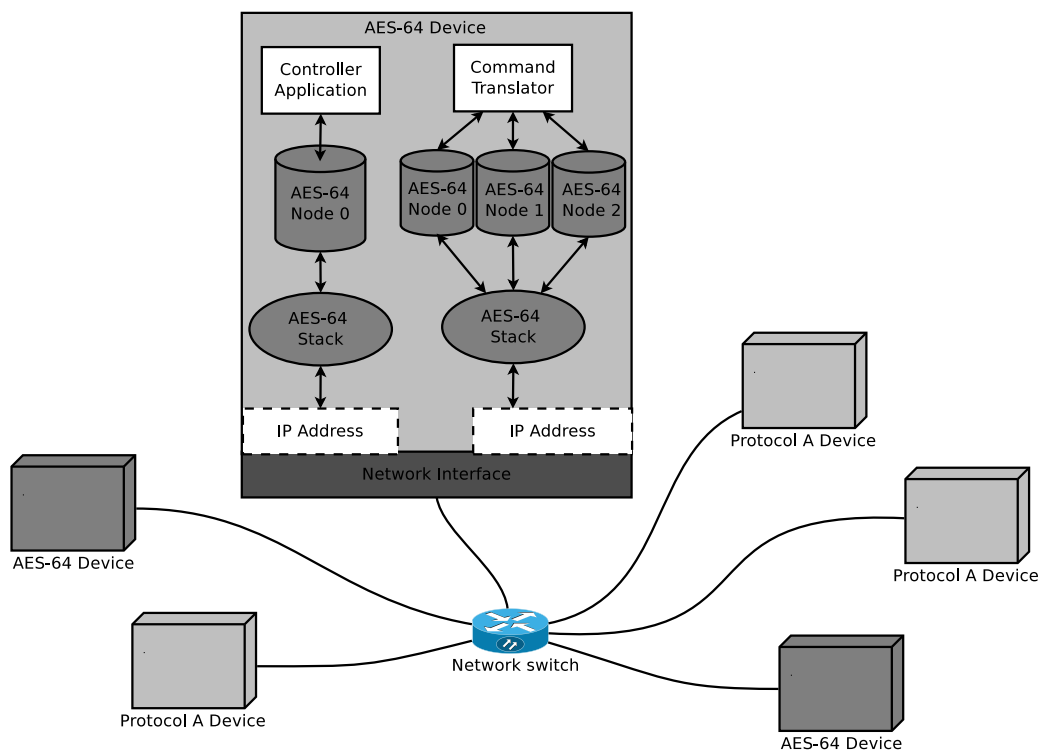 AES-64 Device
Controller
Application
Command
Translator
AES-64
Node 0
AES-64
Node 0
AES-64
Node 1
AES-64
Node 2
AES-64
Stack
AES-64
Stack
IP Address
IP Address
Network Interface
Protocol A Device
AES-64 Device
Protocol A Device
Network switch
Protocol A Device
AES-64 Device